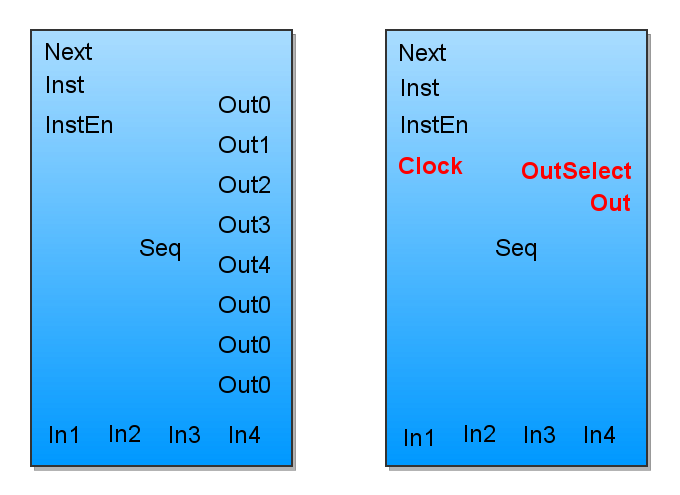 Next
Inst
InstEn
Out0
Out1
Out2
Out3
Out4
Out0
Out0
Out0
Seq
In1 In2 In3 In4
Next
Inst
InstEn
Clock
OutSelect
Out
Seq
In1 In2 In3 In4